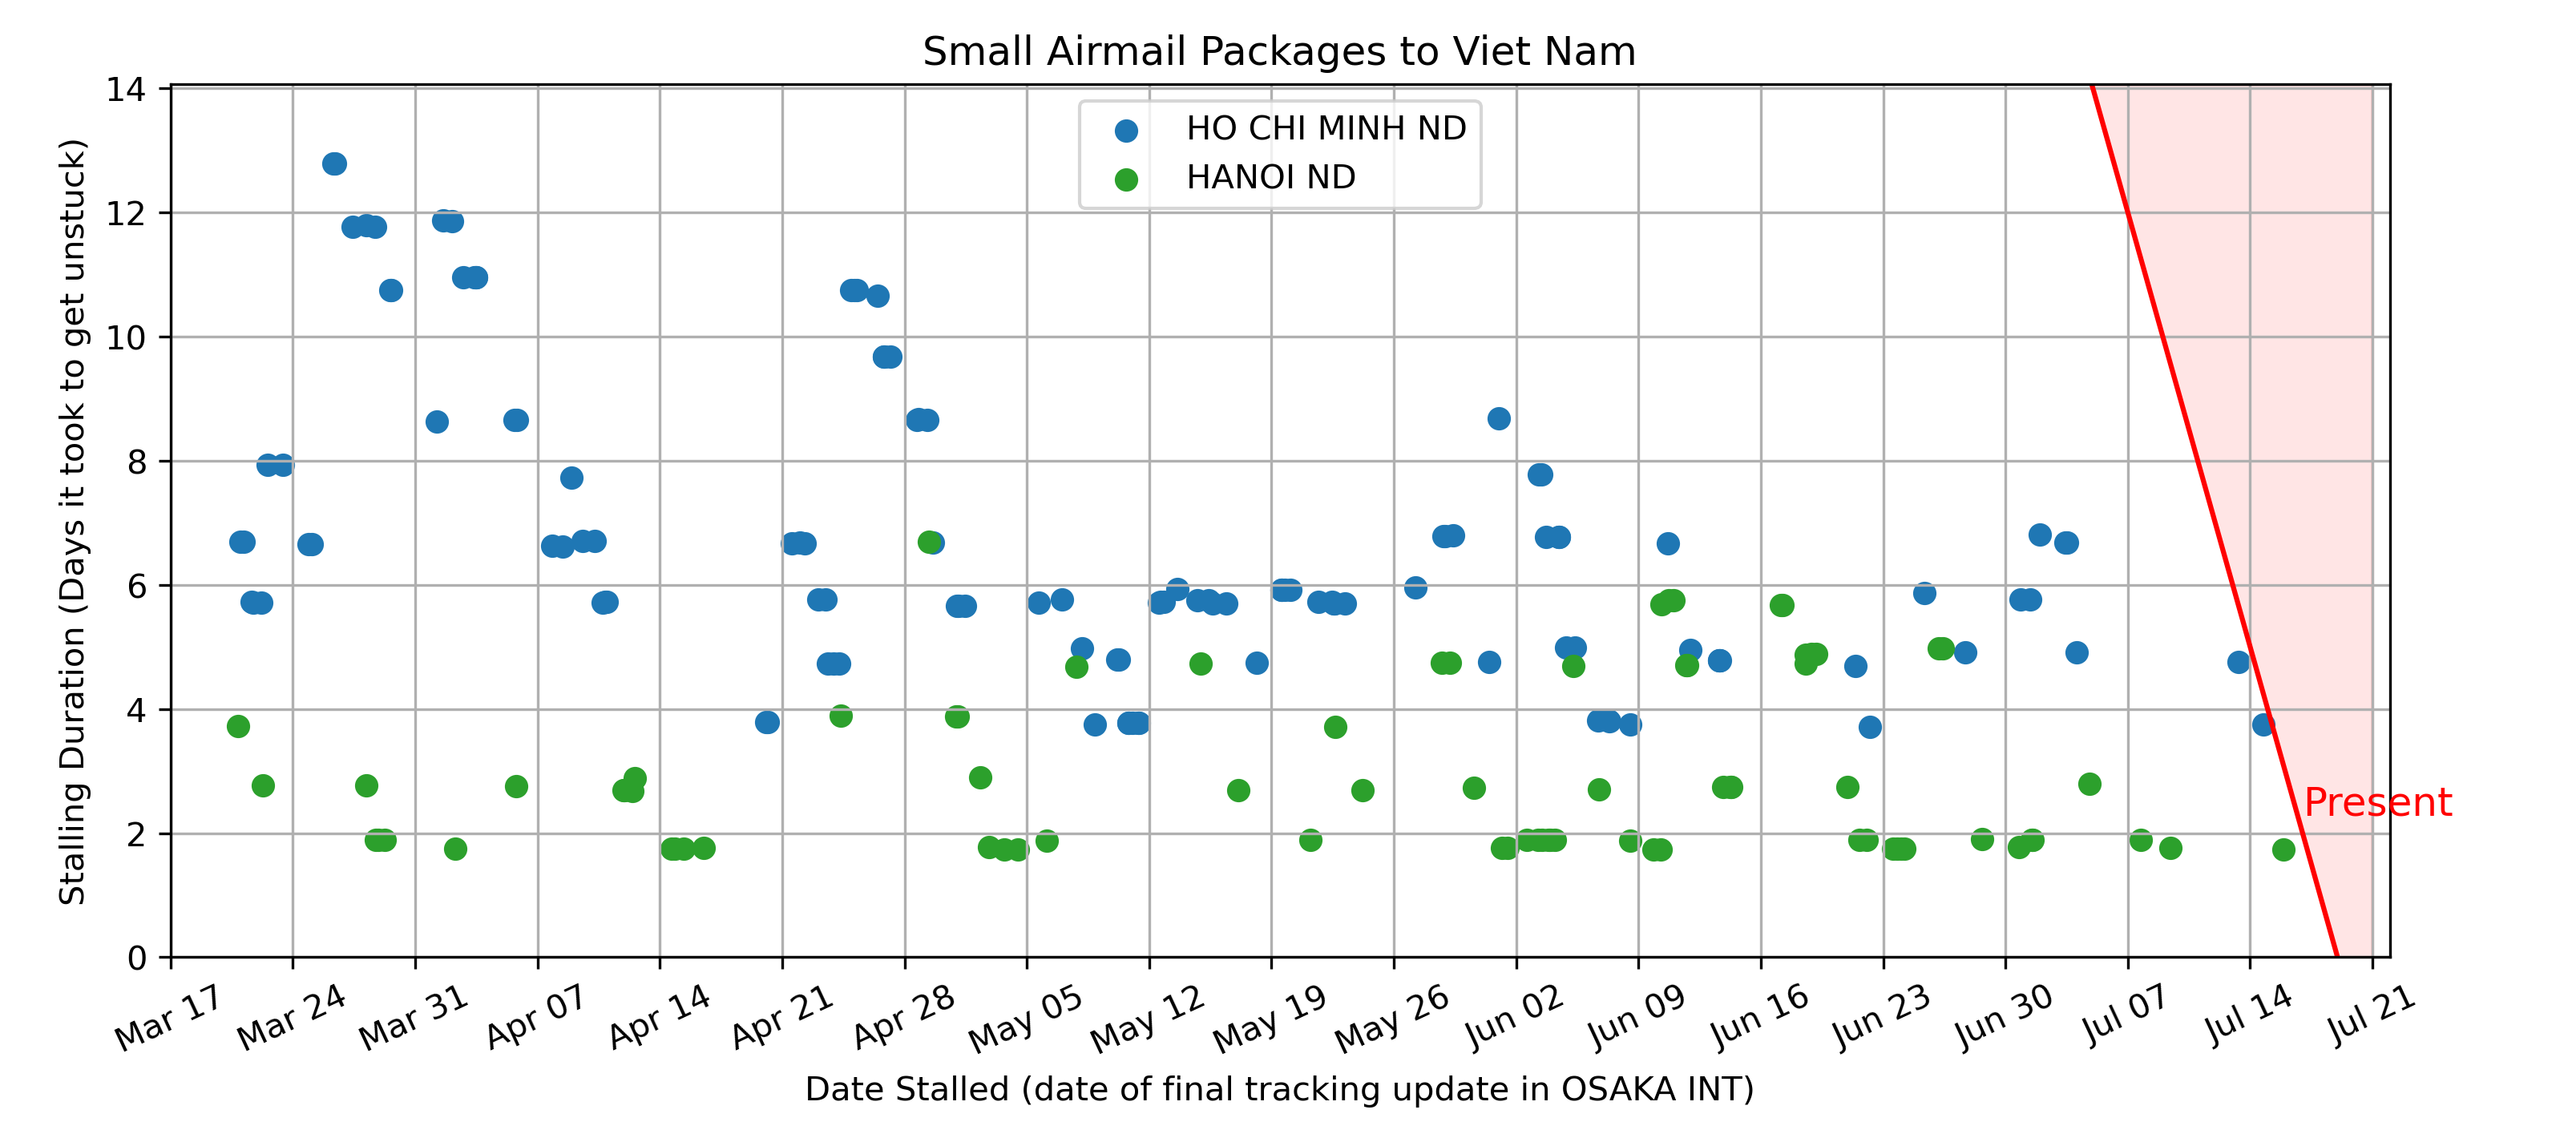 Small Airmail Packages to Viet Nam
HO CHI MINH ND
HANOI ND
Stalling Duration (Days it took to get unstuck)
14
12
10
8
6
4
2
0
Present
Mar 17
Mar 24
Mar 31
Apr 07
Apr 14
Apr 21
Apr 28
May 05
May 12
May 19
May 26
Jun 02
Jun 09
Jun 16
Jun 23
Jun 30
Jul 07
Jul 14
Jul 21
Date Stalled (date of final tracking update in OSAKA INT)